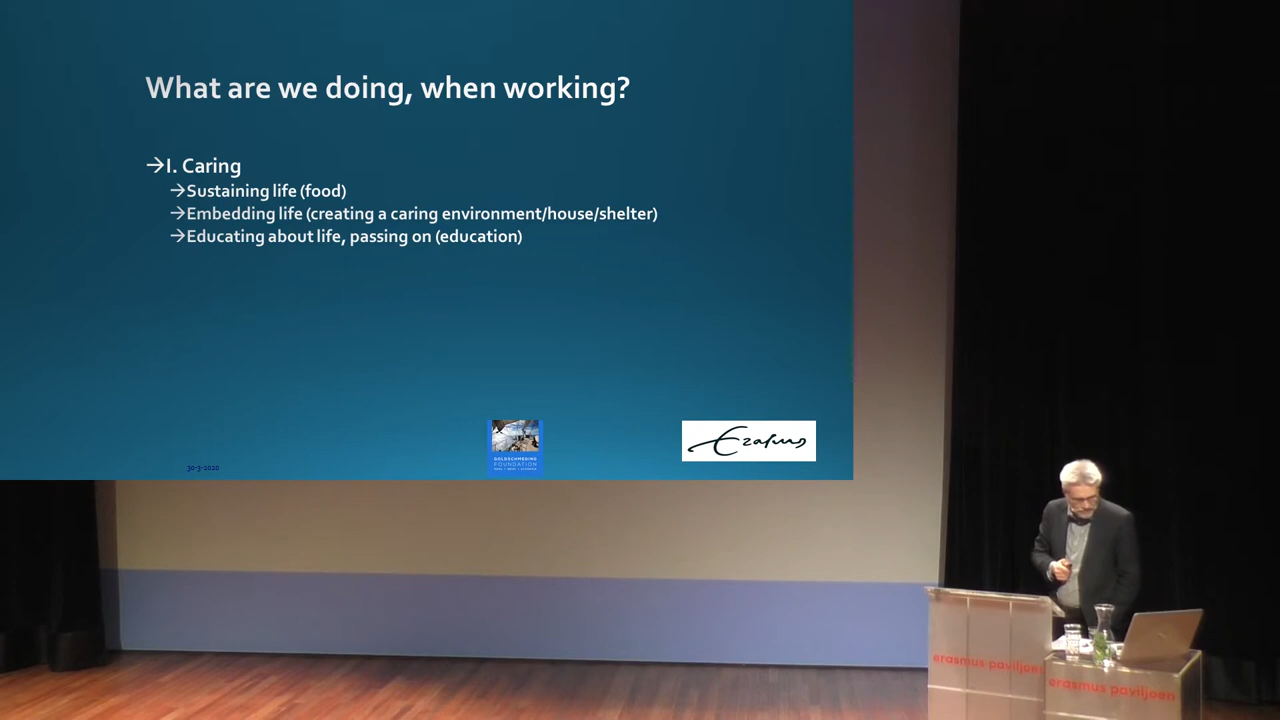 What are we doing, when working?
→I. Caring
→Sustaining life (food)
→Embedding life (creating a caring environment/house/shelter)
→Educating about life, passing on (education)
GOLDSCHMEDING
FOUNDATION
Erasmus
30-3-2020
erasmus paviljoen
erasmus paviljoen